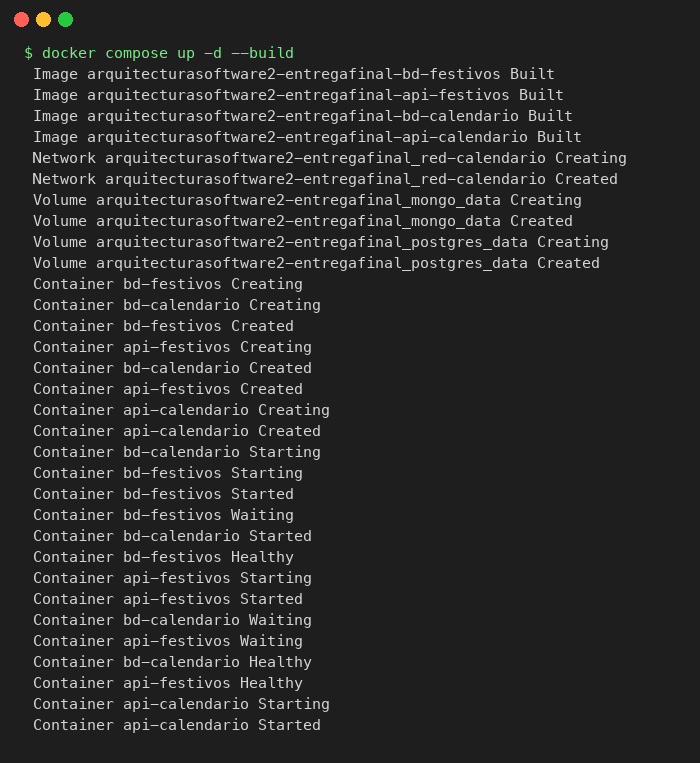 $ docker compose up -d --build
Image arquitecturasoftware2-entregafinal-bd-festivos Built
Image arquitecturasoftware2-entregafinal-api-festivos Built
Image arquitecturasoftware2-entregafinal-bd-calendario Built
Image arquitecturasoftware2-entregafinal-api-calendario Built
Network arquitecturasoftware2-entregafinal_red-calendario Creating
Network arquitecturasoftware2-entregafinal_red-calendario Created
Volume arquitecturasoftware2-entregafinal_mongo_data Creating
Volume arquitecturasoftware2-entregafinal_mongo_data Created
Volume arquitecturasoftware2-entregafinal_postgres_data Creating
Volume arquitecturasoftware2-entregafinal_postgres_data Created
Container bd-festivos Creating
Container bd-calendario Creating
Container bd-festivos Created
Container api-festivos Creating
Container bd-calendario Created
Container api-festivos Created
Container api-calendario Creating
Container api-calendario Created
Container bd-calendario Starting
Container bd-festivos Starting
Container bd-festivos Started
Container bd-festivos Waiting
Container bd-calendario Started
Container bd-festivos Healthy
Container api-festivos Starting
Container api-festivos Started
Container bd-calendario Waiting
Container api-festivos Waiting
Container bd-calendario Healthy
Container api-festivos Healthy
Container api-calendario Starting
Container api-calendario Started